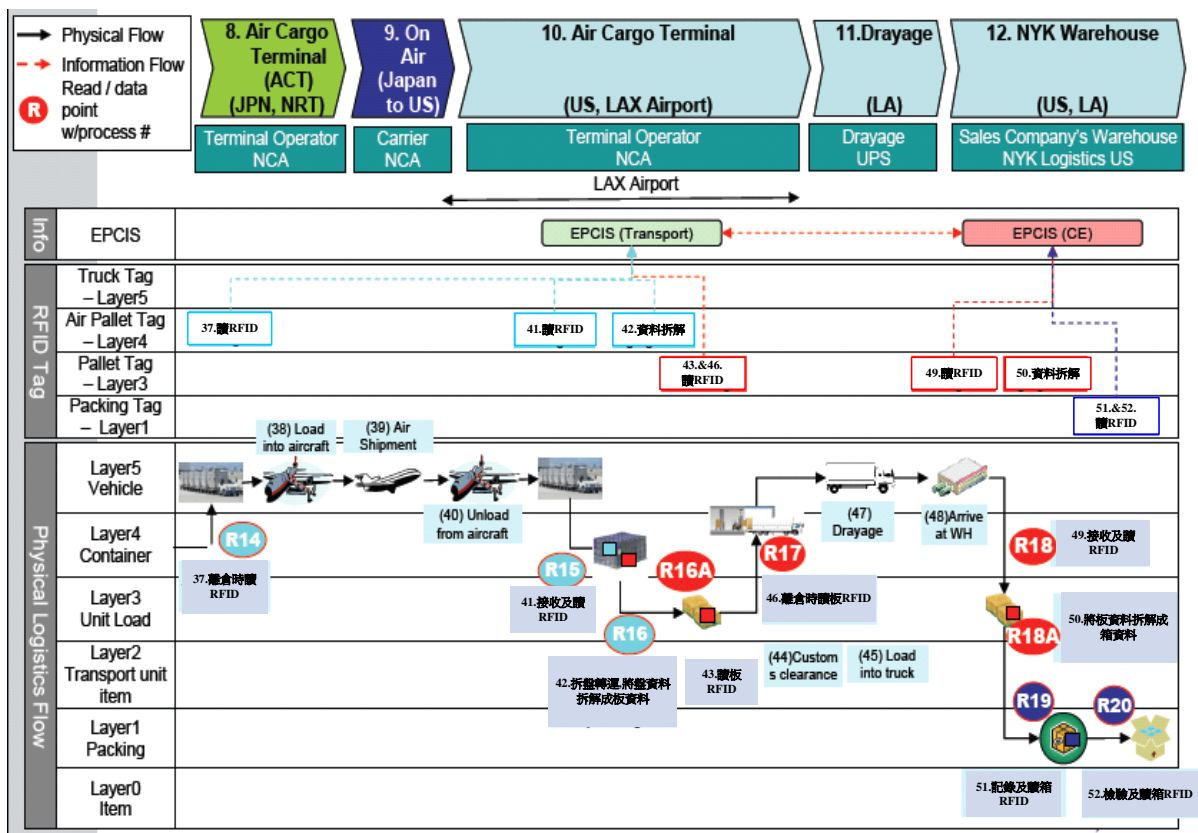 Physical Flow
Information Flow
R
Read / data
point
w/process #
8. Air Cargo
Terminal
(ACT)
(JPN, NRT)
9. On
Air
(Japan
to US)
10. Air Cargo Terminal
(US, LAX Airport)
11.Drayage
(LA)
12. NYK Warehouse
(US, LA)
Terminal Operator
NCA
Carrier
NCA
Terminal Operator
NCA
Drayage
UPS
Sales Company's Warehouse
NYK Logistics US
LAX Airport
Info
EPCIS
EPCIS (Transport)
EPCIS (CE)
RFID Tag
Truck Tag
– Layer5
Air Pallet Tag
– Layer4
37.讀RFID
41.讀RFID
42.資料拆解
Pallet Tag
– Layer3
43.&46.
讀RFID
49.讀RFID
50.資料拆解
Packing Tag
– Layer1
51.&52.
讀RFID
Physical Logistics Flow
Layer5
Vehicle
(38) Load
into aircraft
(39) Air
Shipment
(40) Unload
from aircraft
(47)
Drayage
(48)Arrive
at WH
Layer4
Container
R14
R15
R16A
R17
R18
37.離倉時讀
RFID
41.接收及讀
RFID
46.離倉時讀板RFID
49.接收及讀
RFID
Layer3
Unit Load
R16
R18A
50.將板資料拆解成
箱資料
Layer2
Transport unit
item
42.拆盤轉運.將盤資料
拆解成板資料
43.讀板
RFID
(44)Custom
s clearance
(45) Load
into truck
Layer1
Packing
R19
R20
Layer0
Item
51.記錄及讀箱
RFID
52.檢驗及讀箱RFID